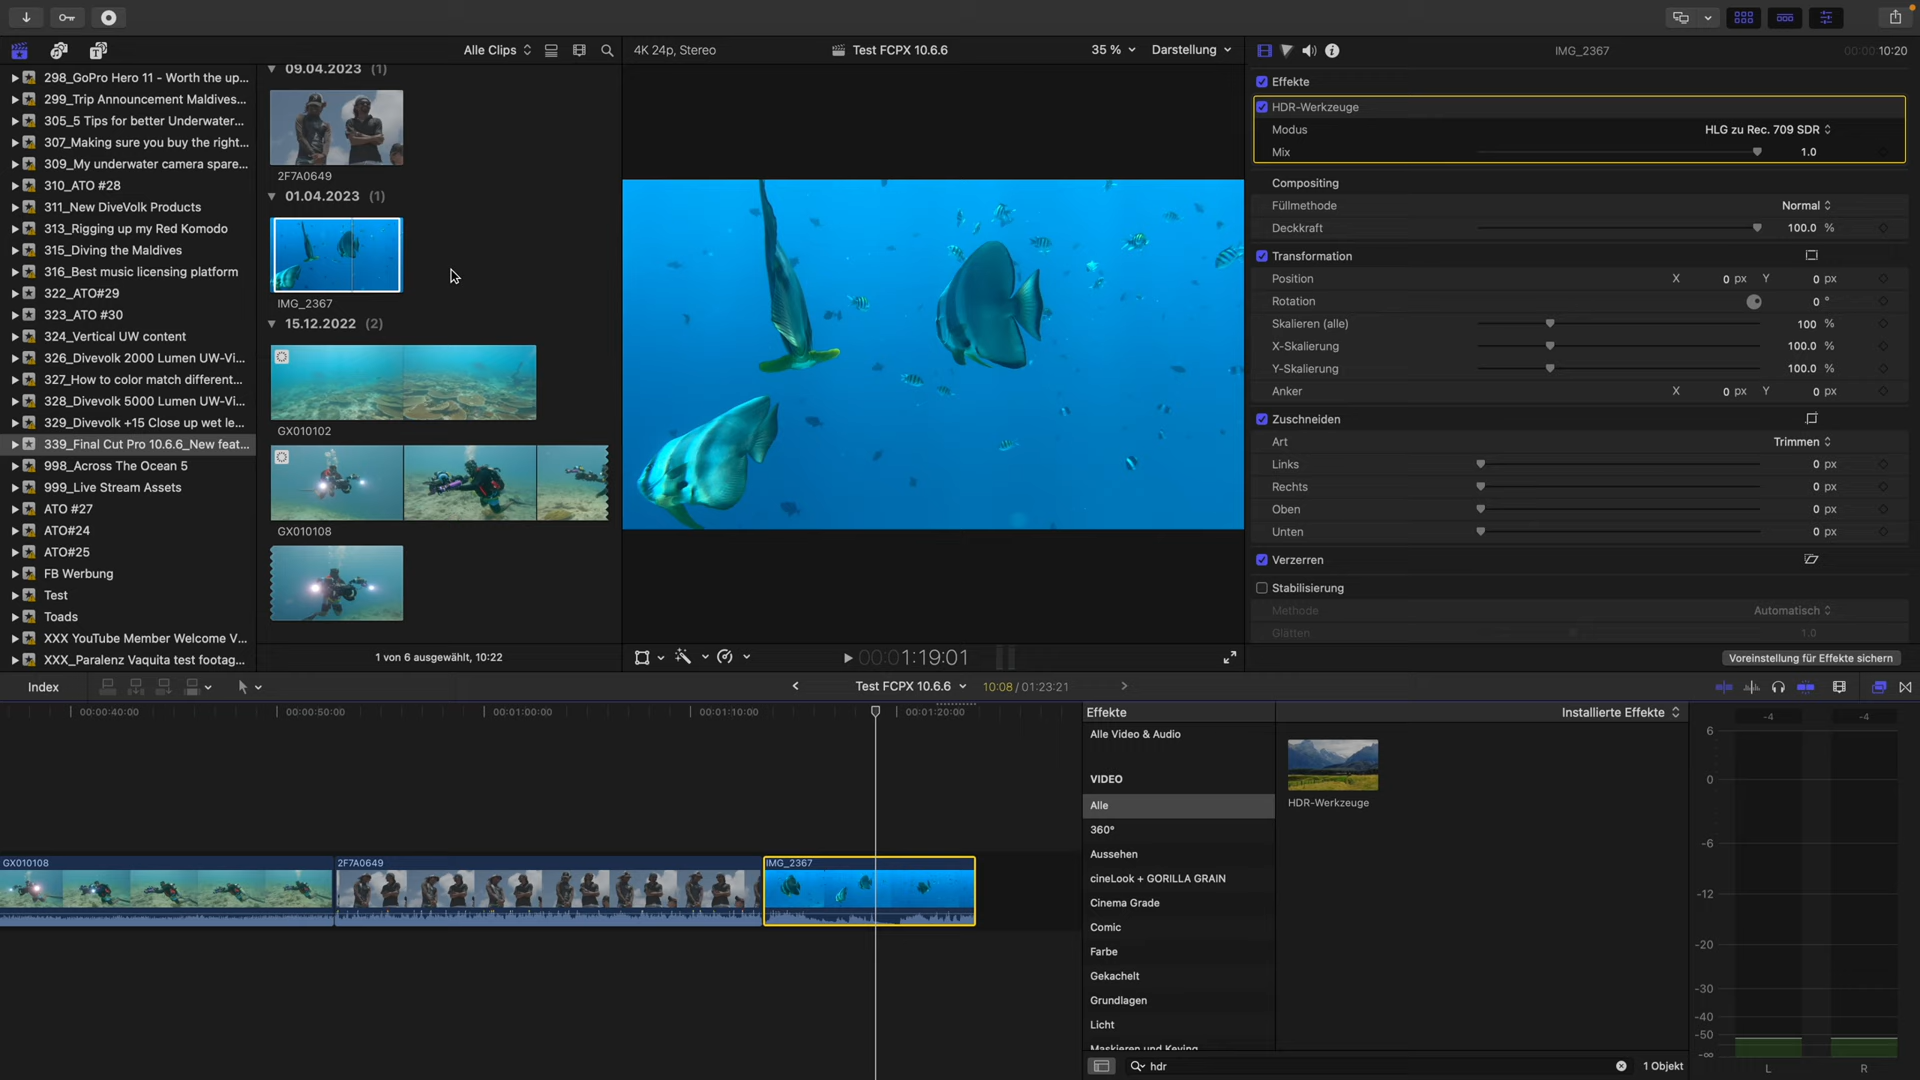 Alle Clips
4K 24p, Stereo
Test FCPX 10.6.6
35 %
Darstellung
IMG_2367
00:00:10:20
298_GoPro Hero 11 - Worth the up...
299_Trip Announcement Maldives...
305_5 Tips for better Underwater...
307_Making sure you buy the right...
309_My underwater camera spare...
310_ATO #28
311_New DiveVolk Products
313_Rigging up my Red Komodo
315_Diving the Maldives
316_Best music licensing platform
322_ATO#29
323_ATO #30
324_Vertical UW content
326_Divevolk 2000 Lumen UW-Vi...
327_How to color match different...
328_Divevolk 5000 Lumen UW-Vi...
329_Divevolk +15 Close up wet le...
339_Final Cut Pro 10.6.6_New feat...
998_Across The Ocean 5
999_Live Stream Assets
ATO #27
ATO#24
ATO#25
FB Werbung
Test
Toads
XXX YouTube Member Welcome V...
XXX_Paralenz Vaquita test footag...
09.04.2023 (1)
2F7A0649
01.04.2023 (1)
IMG_2367
15.12.2022 (2)
GX010102
GX010108
1 von 6 ausgewählt, 10:22
00:00:1:19:01
Effekte
HDR-Werkzeuge
Modus HLG zu Rec. 709 SDR
Mix 1.0
Compositing
Füllmethode Normal
Deckkraft 100.0 %
Transformation
Position X 0 px Y 0 px
Rotation 0 °
Skalieren (alle) 100 %
X-Skalierung 100.0 %
Y-Skalierung 100.0 %
Anker X 0 px Y 0 px
Zuschneiden
Art Trimmen
Links 0 px
Rechts 0 px
Oben 0 px
Unten 0 px
Verzerren
Stabilisierung
Methode Automatisch
Glätten 1.0
Voreinstellung für Effekte sichern
Index
Test FCPX 10.6.6
10:08 / 01:23:21
00:00:40:00
00:00:50:00
00:01:00:00
00:01:10:00
00:01:20:00
GX010108
2F7A0649
IMG_2367
Effekte
Installierte Effekte
Alle Video & Audio
VIDEO
Alle
360°
Aussehen
cineLook + GORILLA GRAIN
Cinema Grade
Comic
Farbe
Gekachelt
Grundlagen
Licht
Maskieren und Keying
HDR-Werkzeuge
hdr
1 Objekt
-4 -4
6
0
-6
-12
-20
-30
-40
-50
-∞
L R